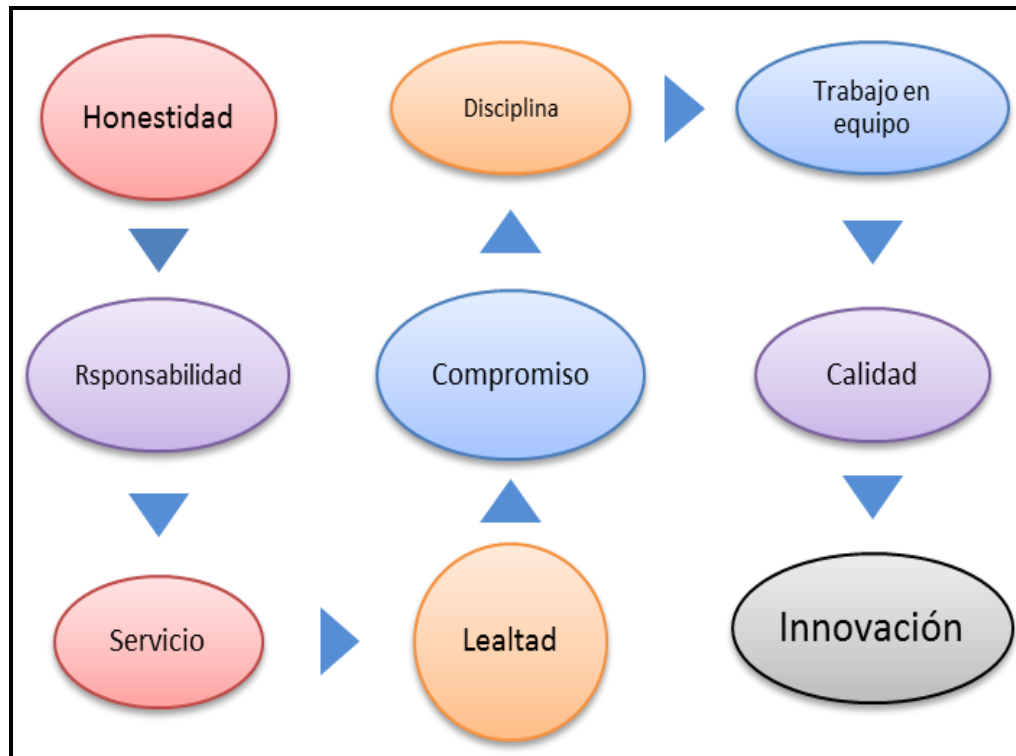 Honestidad
Rsponsabilidad
Servicio
Lealtad
Compromiso
Disciplina
Trabajo en
equipo
Calidad
Innovación